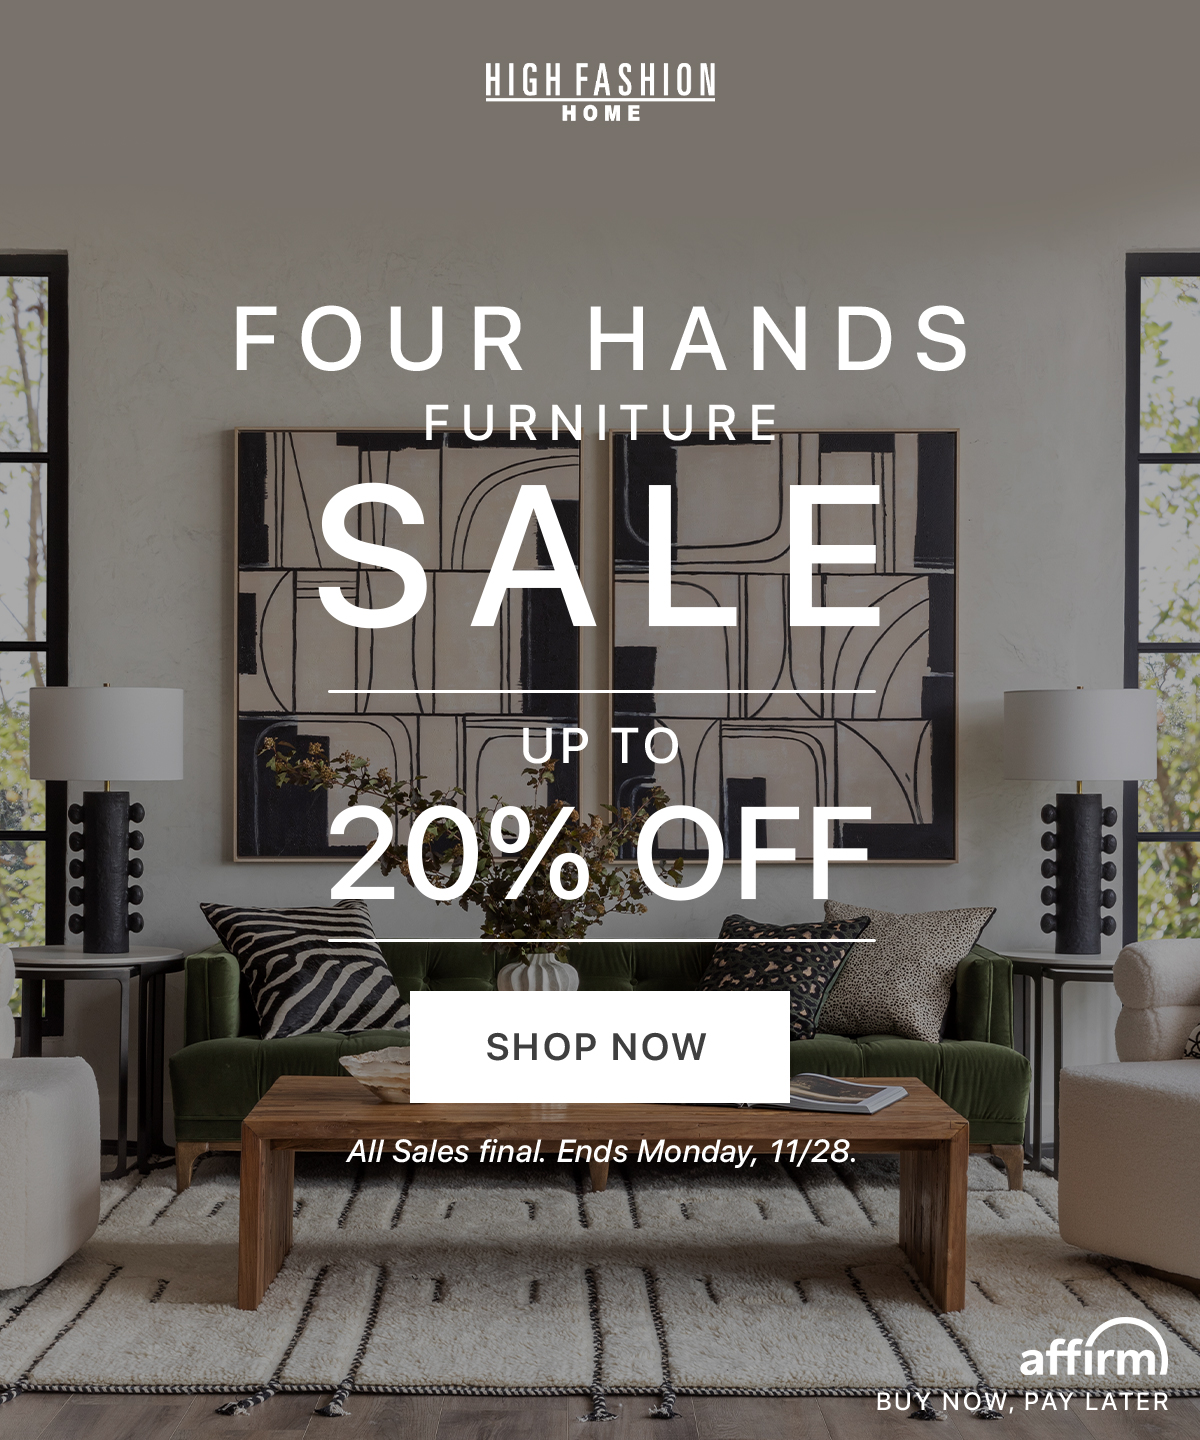 HIGH FASHION
HOME
FOUR HANDS
FURNITURE
SALE
UP TO
20% OFF
SHOP NOW
All Sales final. Ends Monday, 11/28.
affirm
BUY NOW, PAY LATER